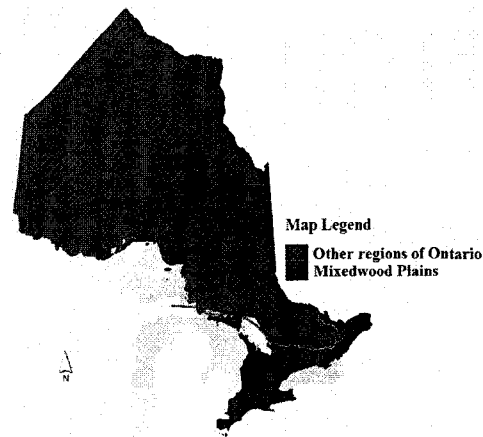 Map Legend
Other regions of Ontario
Mixedwood Plains
N